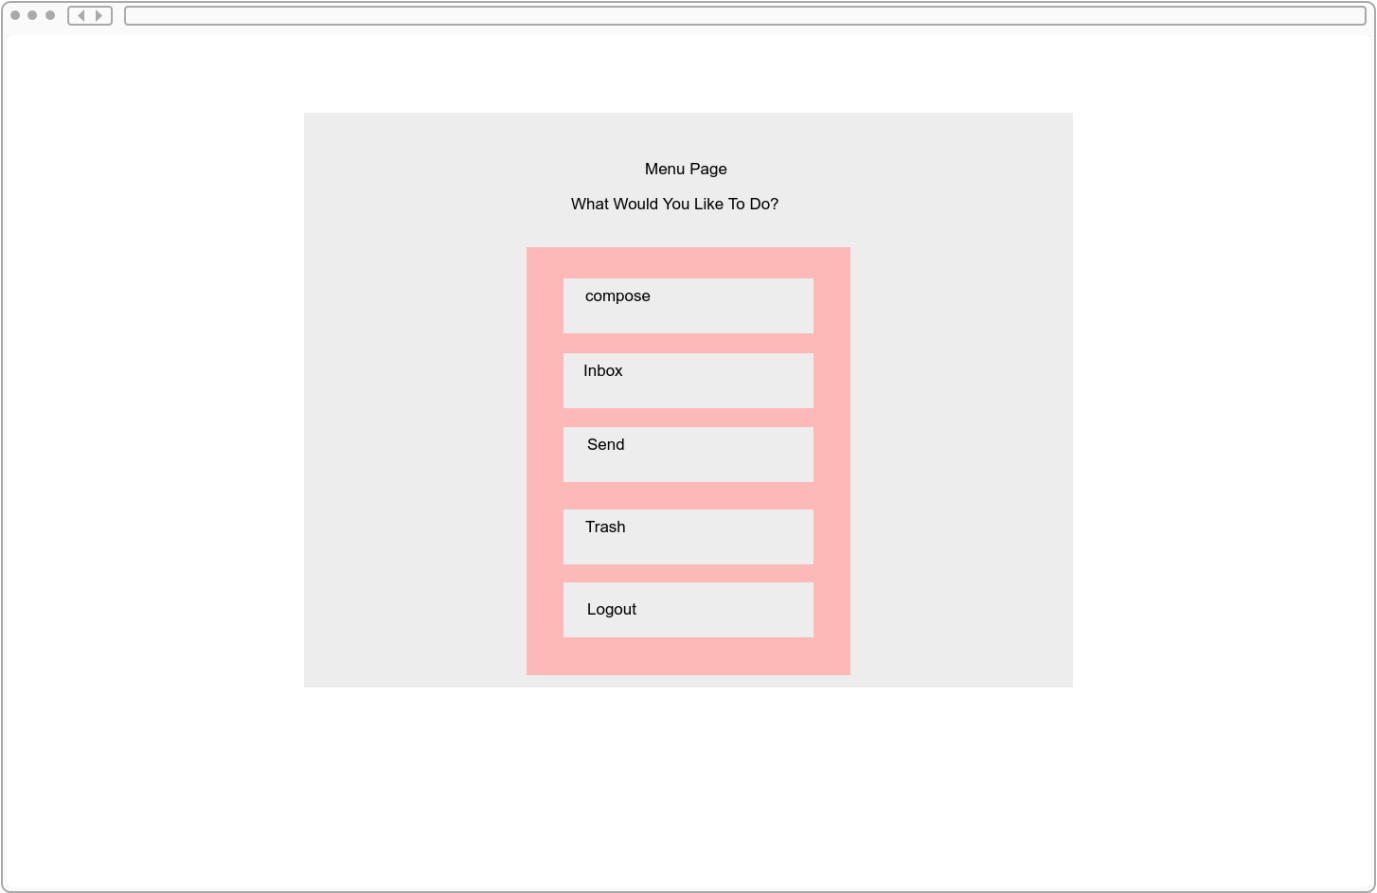 Menu Page
What Would You Like To Do?
compose
Inbox
Send
Trash
Logout